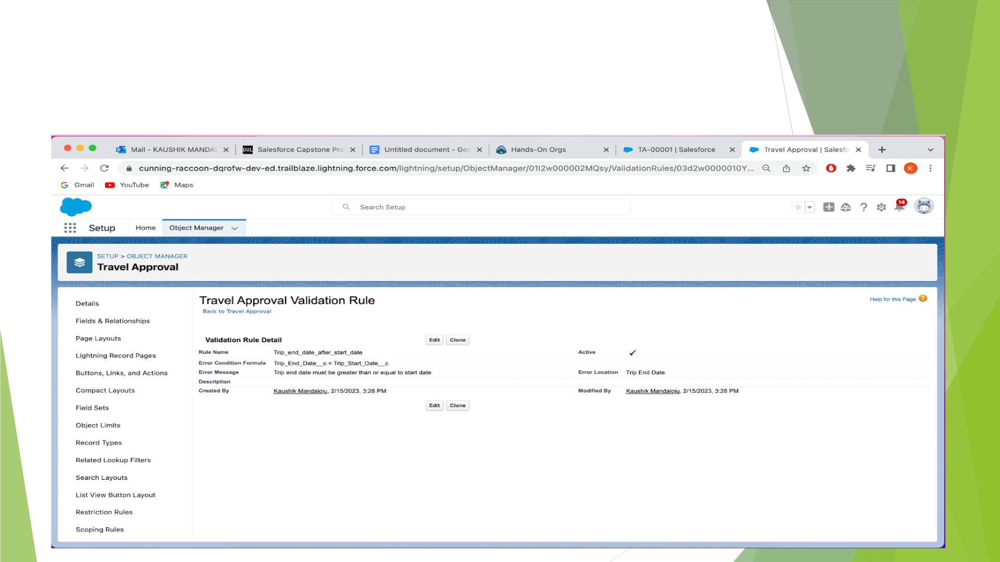 Mail - KAUSHIK MANDAL
D2L Salesforce Capstone Pro
Untitled document - Goo
Hands-On Orgs
TA-00001 | Salesforce
Travel Approval | Salesfo
cunning-raccoon-dqrofw-dev-ed.trailblaze.lightning.force.com/lightning/setup/ObjectManager/01I2w000002MQsy/ValidationRules/03d2w0000010Y...
K
Gmail YouTube Maps
Search Setup
14
Setup Home Object Manager
SETUP > OBJECT MANAGER
Travel Approval
Details
Fields & Relationships
Page Layouts
Lightning Record Pages
Buttons, Links, and Actions
Compact Layouts
Field Sets
Object Limits
Record Types
Related Lookup Filters
Search Layouts
List View Button Layout
Restriction Rules
Scoping Rules
Travel Approval Validation Rule
Help for this Page ?
Back to Travel Approval
Validation Rule Detail Edit Clone
Rule Name Trip_end_date_after_start_date Active ✓
Error Condition Formula Trip_End_Date__c < Trip_Start_Date__c
Error Message Trip end date must be greater than or equal to start date Error Location Trip End Date
Description
Created By Kaushik Mandaloju, 2/15/2023, 3:28 PM Modified By Kaushik Mandaloju, 2/15/2023, 3:28 PM
Edit Clone